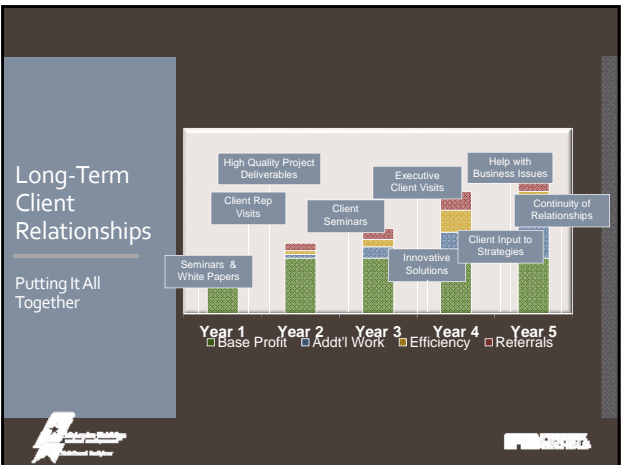 Long-Term
Client
Relationships
Putting It All
Together
High Quality Project
Deliverables
Client Rep
Visits
Seminars &
White Papers
Client
Seminars
Executive
Client Visits
Innovative
Solutions
Help with
Business Issues
Continuity of
Relationships
Client Input to
Strategies
Year 1 Year 2 Year 3 Year 4 Year 5
Base Profit Addt'l Work Efficiency Referrals